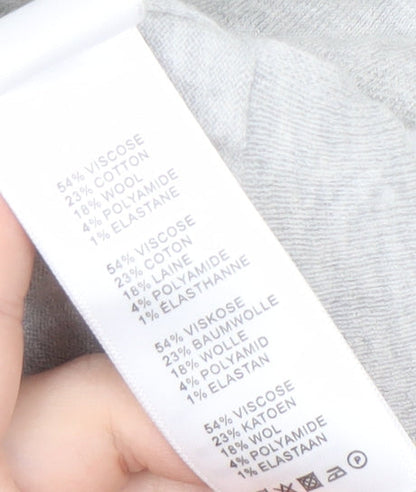 54% VISCOSE
23% COTTON
18% WOOL
4% POLYAMIDE
1% ELASTANE
54% VISCOSE
23% COTON
18% LAINE
4% POLYAMIDE
1% ÉLASTHANNE
54% VISKOSE
23% BAUMWOLLE
18% WOLLE
4% POLYAMID
1% ELASTAN
54% VISCOSE
23% KATOEN
18% WOL
4% POLYAMIDE
1% ELASTAAN
P